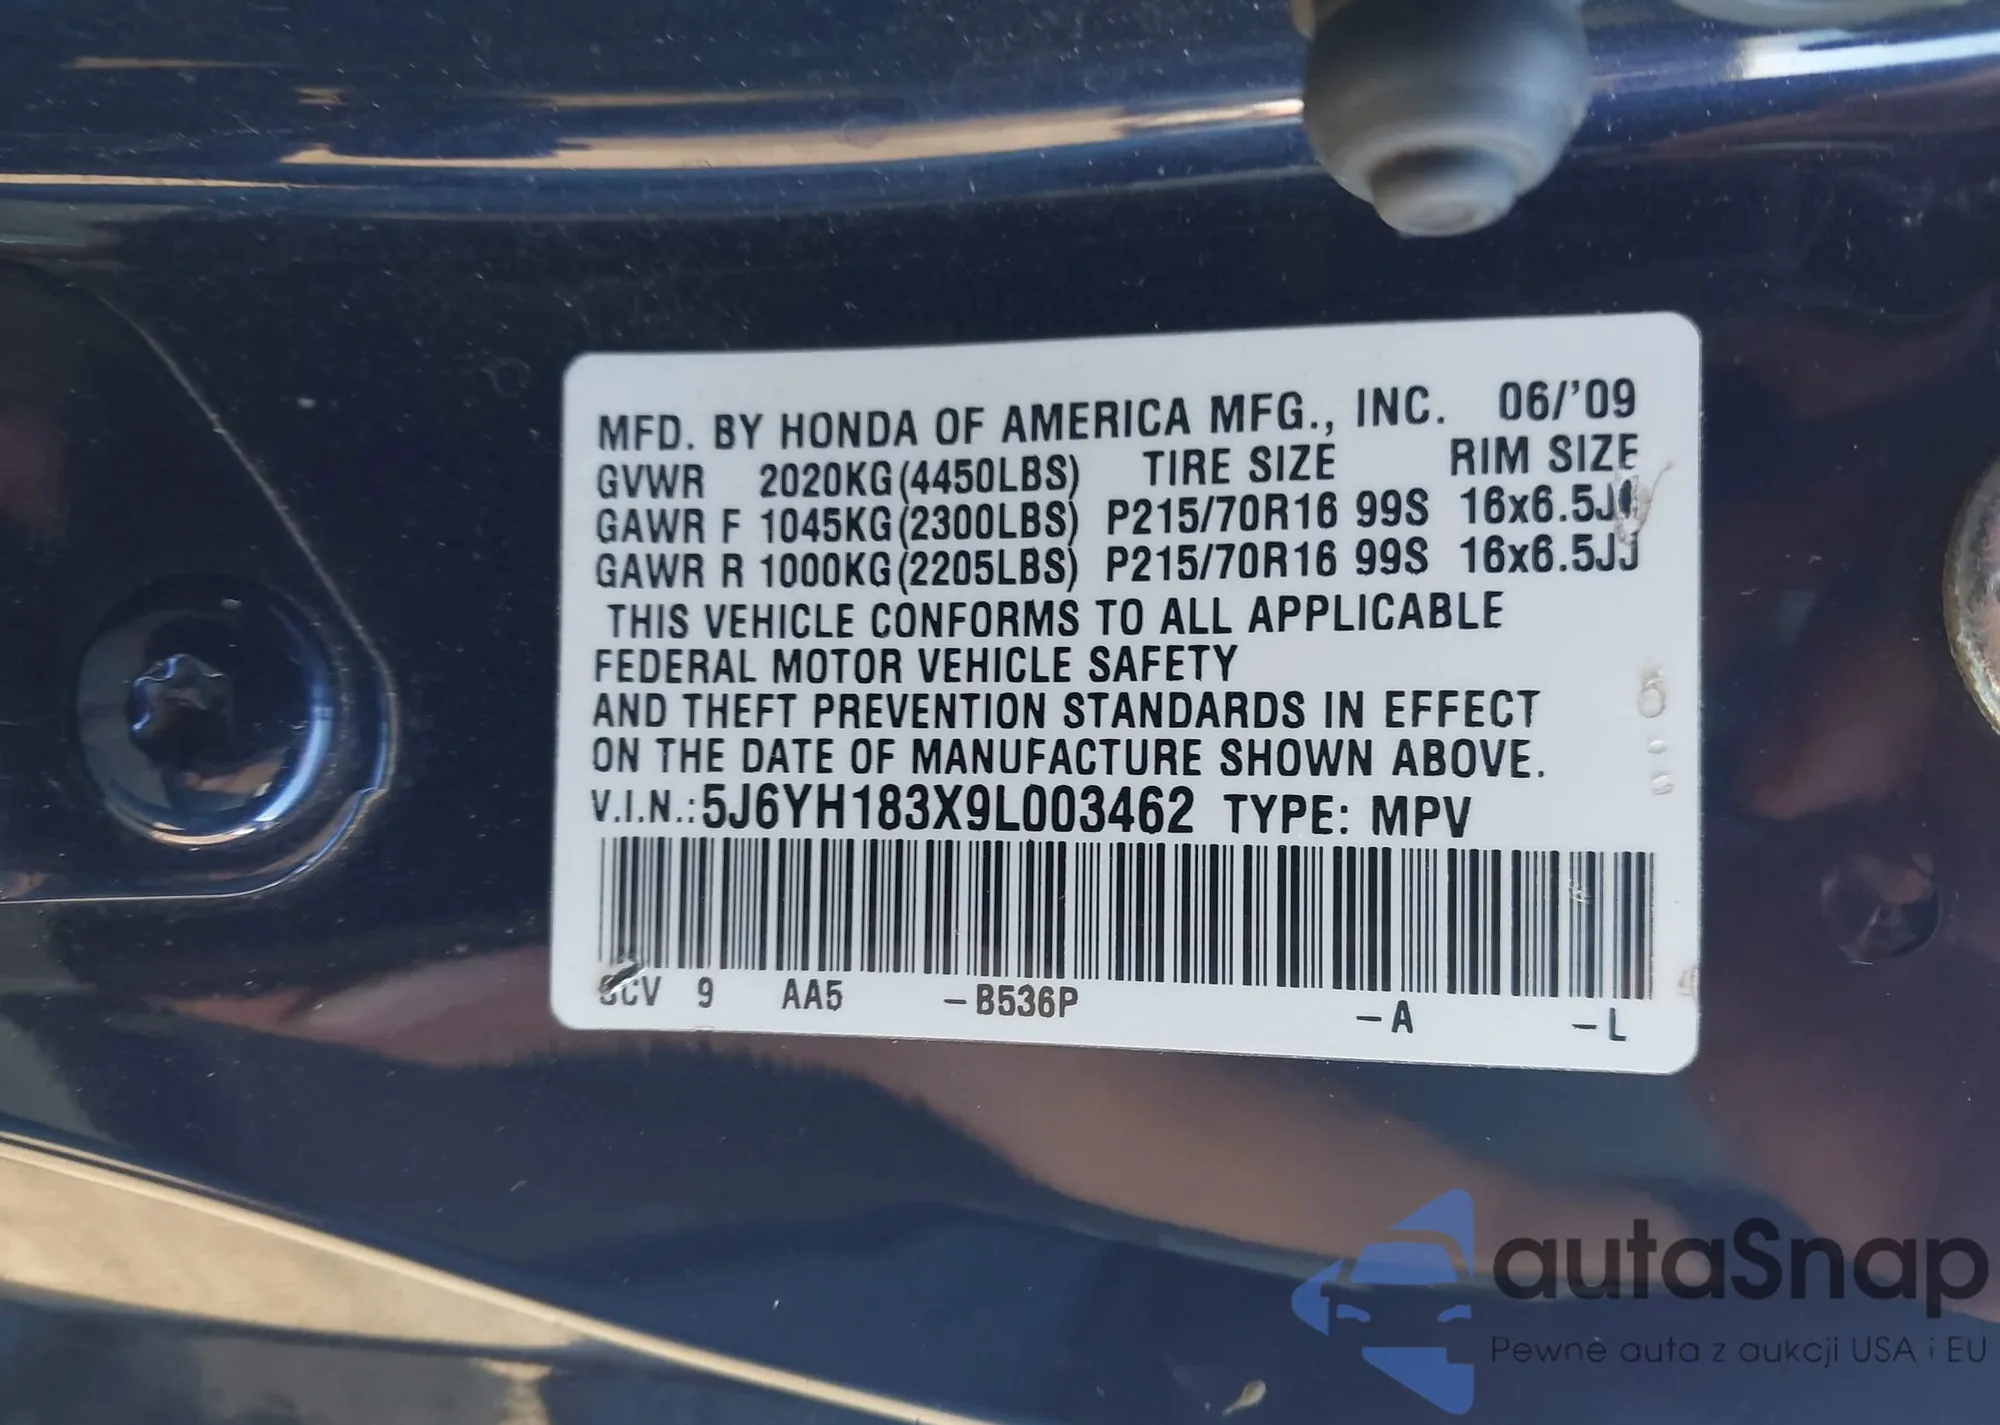 MFD. BY HONDA OF AMERICA MFG., INC. 06/'09
GVWR 2020KG(4450LBS) TIRE SIZE RIM SIZE
GAWR F 1045KG(2300LBS) P215/70R16 99S 16x6.5J
GAWR R 1000KG(2205LBS) P215/70R16 99S 16x6.5JJ
THIS VEHICLE CONFORMS TO ALL APPLICABLE
FEDERAL MOTOR VEHICLE SAFETY
AND THEFT PREVENTION STANDARDS IN EFFECT
ON THE DATE OF MANUFACTURE SHOWN ABOVE.
V.I.N.:5J6YH183X9L003462 TYPE: MPV
SCV 9 AA5 -B536P -A -L
autaSnap
Pewne auta z aukcji USA i EU